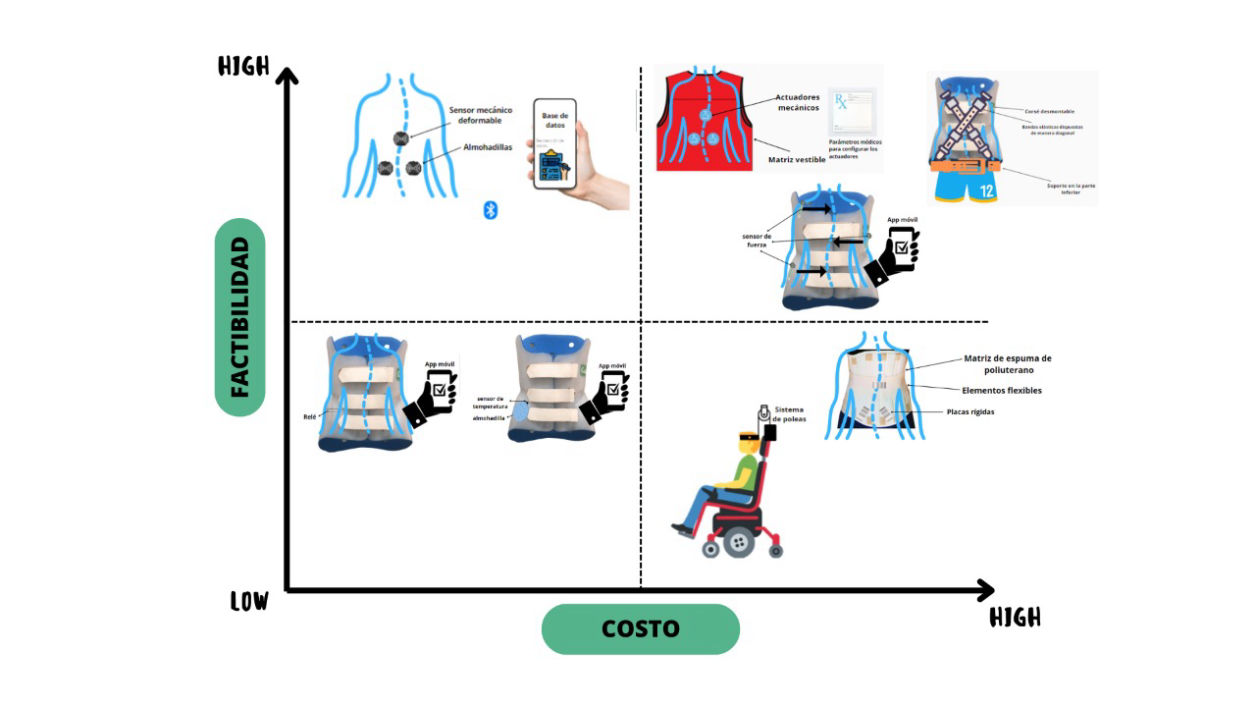 HIGH
Sensor mecánico
deformable
Almohadillas
Base de
datos
Actuadores
mecánicos
Matriz vestible
Rx
Parámetros médicos
para configurar los
actuadores
Corsé desmontable
Bandas elásticas dispuestas
de manera diagonal
Soporte en la parte
inferior
12
sensor de
fuerza
App móvil
FACTIBILIDAD
App móvil
Relé
App móvil
sensor de
temperatura
almohadilla
Sistema
de poleas
Matriz de espuma de
poliuterano
Elementos flexibles
Placas rígidas
LOW
COSTO
HIGH